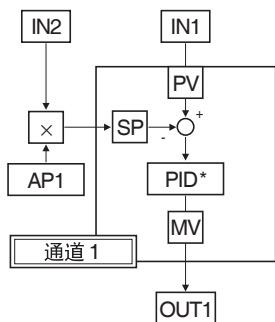 IN2
IN1
PV
+
×
SP
-
AP1
PID*
MV
通道 1
OUT1